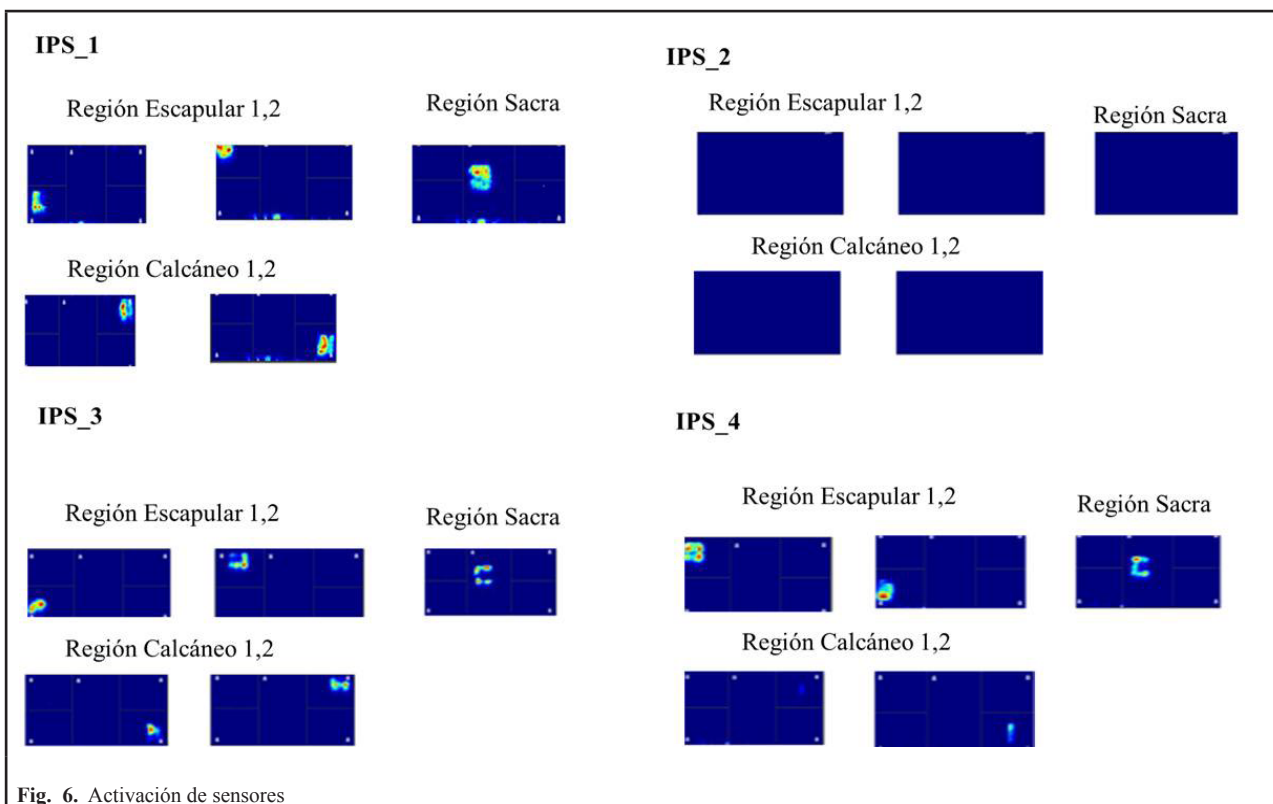 IPS_1
Región Escapular 1,2
Región Sacra
Región Calcáneo 1,2
IPS_2
Región Escapular 1,2
Región Sacra
Región Calcáneo 1,2
IPS_3
Región Escapular 1,2
Región Sacra
Región Calcáneo 1,2
IPS_4
Región Escapular 1,2
Región Sacra
Región Calcáneo 1,2
Fig. 6. Activación de sensores